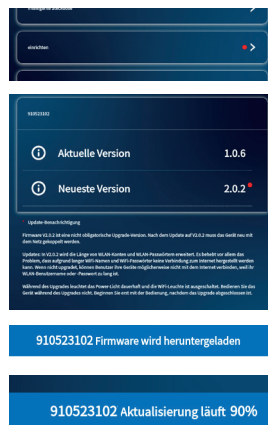 einrichten
910523102
Aktuelle Version 1.0.6
Neueste Version 2.0.2
Update-Benachrichtigung
Firmware V2.0.2 ist eine nicht obligatorische Upgrade-Version. Nach dem Update auf V2.0.2 muss das Gerät neu mit
dem Netz gekoppelt werden.
Updates: In V2.0.2 wird die Länge von WLAN-Konten und WLAN-Passwörtern erweitert. Es behebt vor allem das
Problem, dass aufgrund langer WiFi-Namen und WiFi-Passwörter keine Verbindung zum Internet hergestellt werden
kann. Wenn nicht upgradet, können Benutzer ihre Geräte möglicherweise nicht mit dem Internet verbinden, weil ihr
WLAN-Benutzername oder -Passwort zu lang ist.
Während des Upgrades leuchtet das Power-Licht dauerhaft und die WiFi-Leuchte ist ausgeschaltet. Bedienen Sie das
Gerät während des Upgrades nicht. Beginnen Sie erst mit der Bedienung, nachdem das Upgrade abgeschlossen ist.
910523102 Firmware wird heruntergeladen
910523102 Aktualisierung läuft 90%